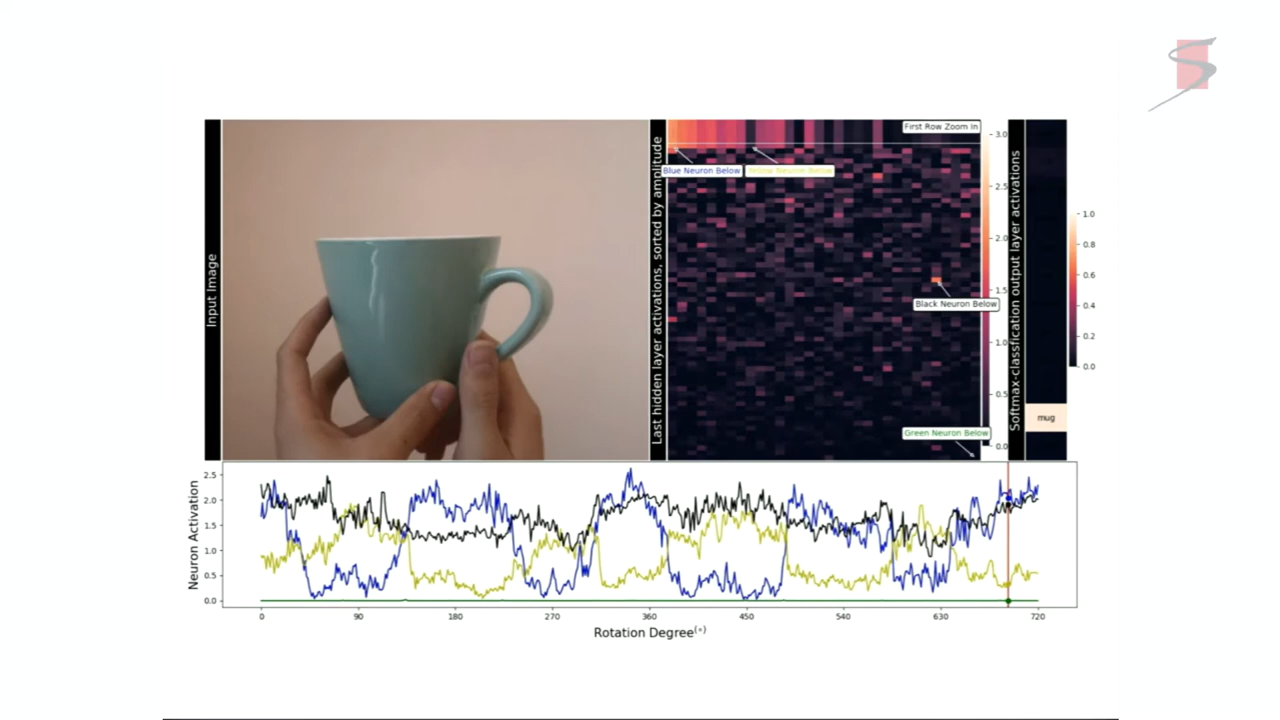 Input Image
Last hidden layer activations, sorted by amplitude
First Row Zoom In
Blue Neuron Below
Yellow Neuron Below
Black Neuron Below
Green Neuron Below
3.0
2.5
2.0
1.5
1.0
0.5
0.0
Softmax-classfication output layer activations
mug
1.0
0.8
0.6
0.4
0.2
0.0
Neuron Activation
2.5
2.0
1.5
1.0
0.5
0.0
0 90 180 270 360 450 540 630 720
Rotation Degree(°)